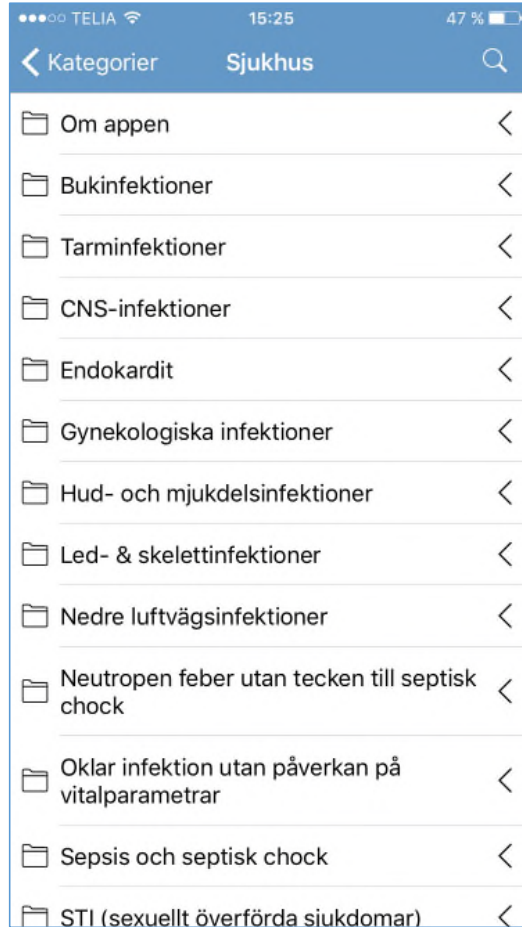 TELIA 15:25 47 %
Kategorier Sjukhus
Om appen
Bukinfektioner
Tarminfektioner
CNS-infektioner
Endokardit
Gynekologiska infektioner
Hud- och mjukdelsinfektioner
Led- & skelettinfektioner
Nedre luftvägsinfektioner
Neutropen feber utan tecken till septisk
chock
Oklar infektion utan påverkan på
vitalparametrar
Sepsis och septisk chock
STI (sexuellt överförda sjukdomar)